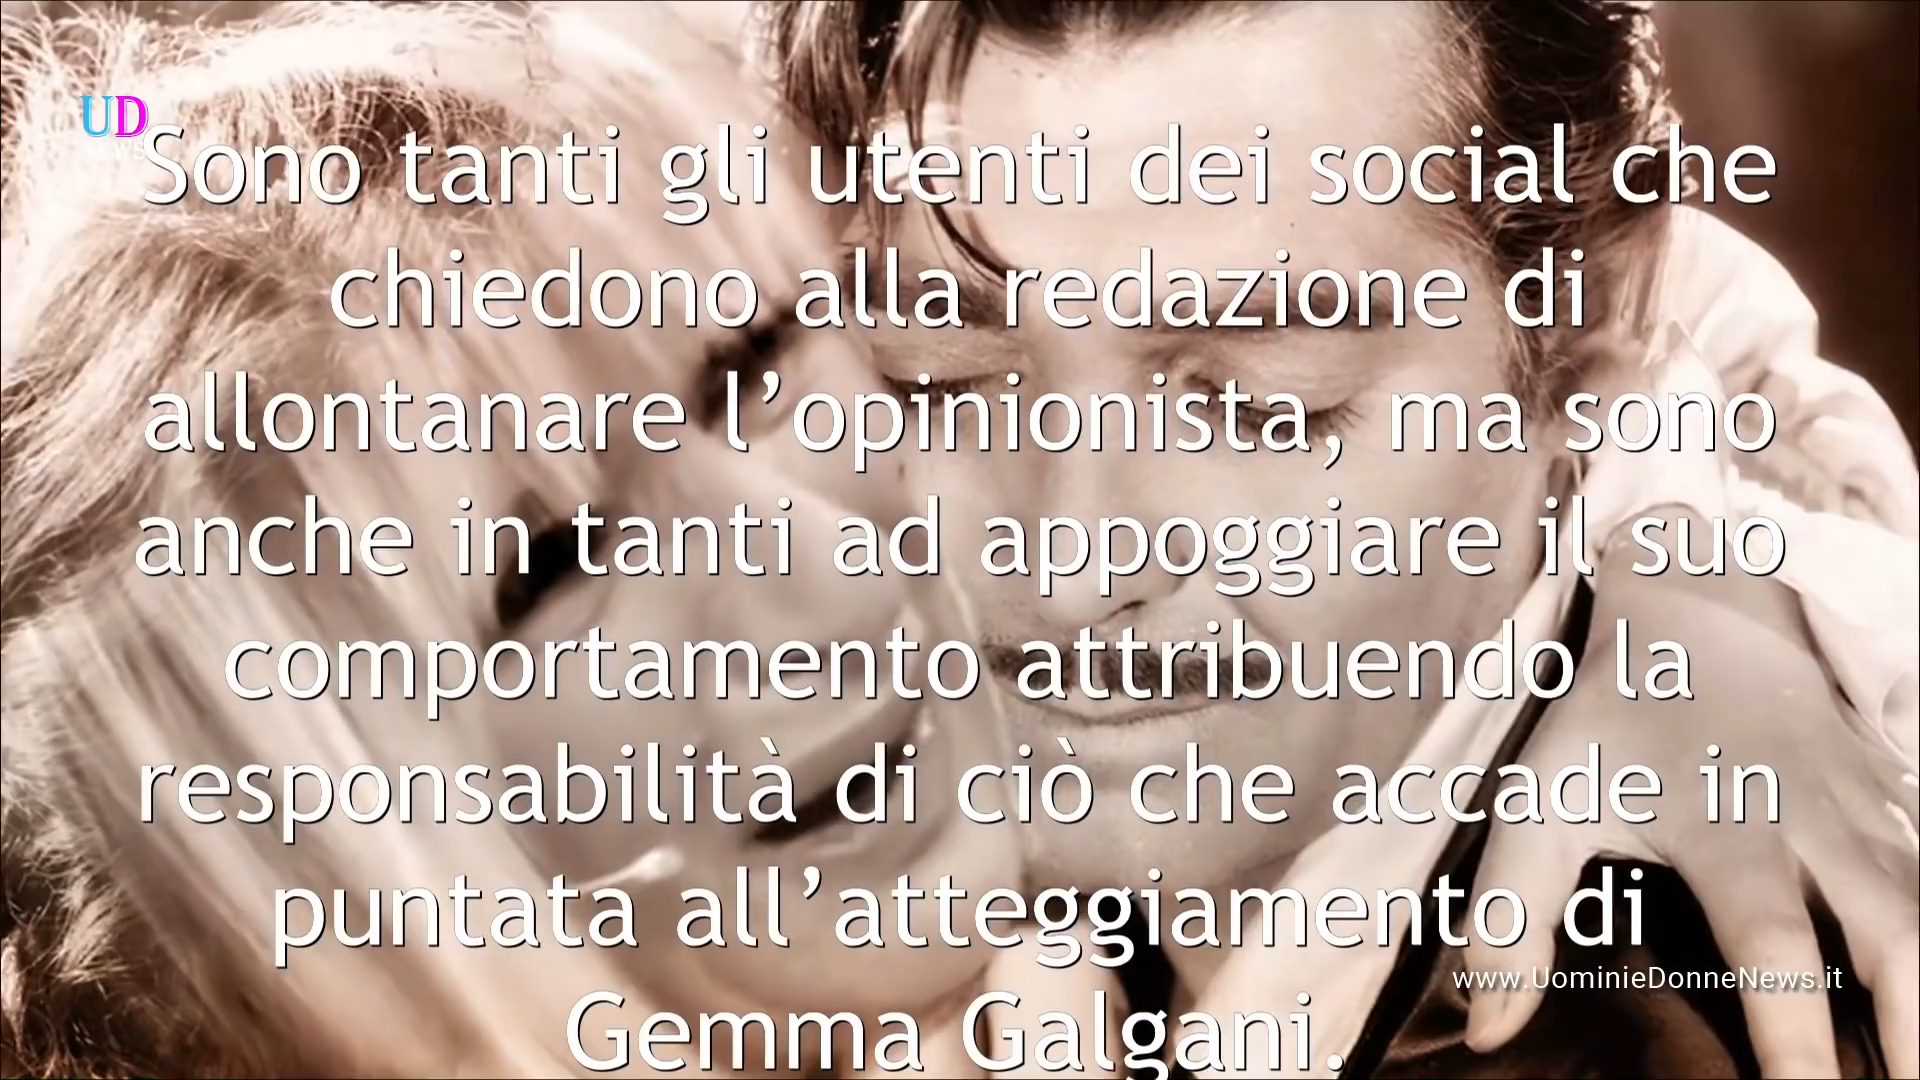 UD
NEWS
Sono tanti gli utenti dei social che
chiedono alla redazione di
allontanare l’opinionista, ma sono
anche in tanti ad appoggiare il suo
comportamento attribuendo la
responsabilità di ciò che accade in
puntata all’atteggiamento di
www.UominieDonneNews.it
Gemma Galgani.